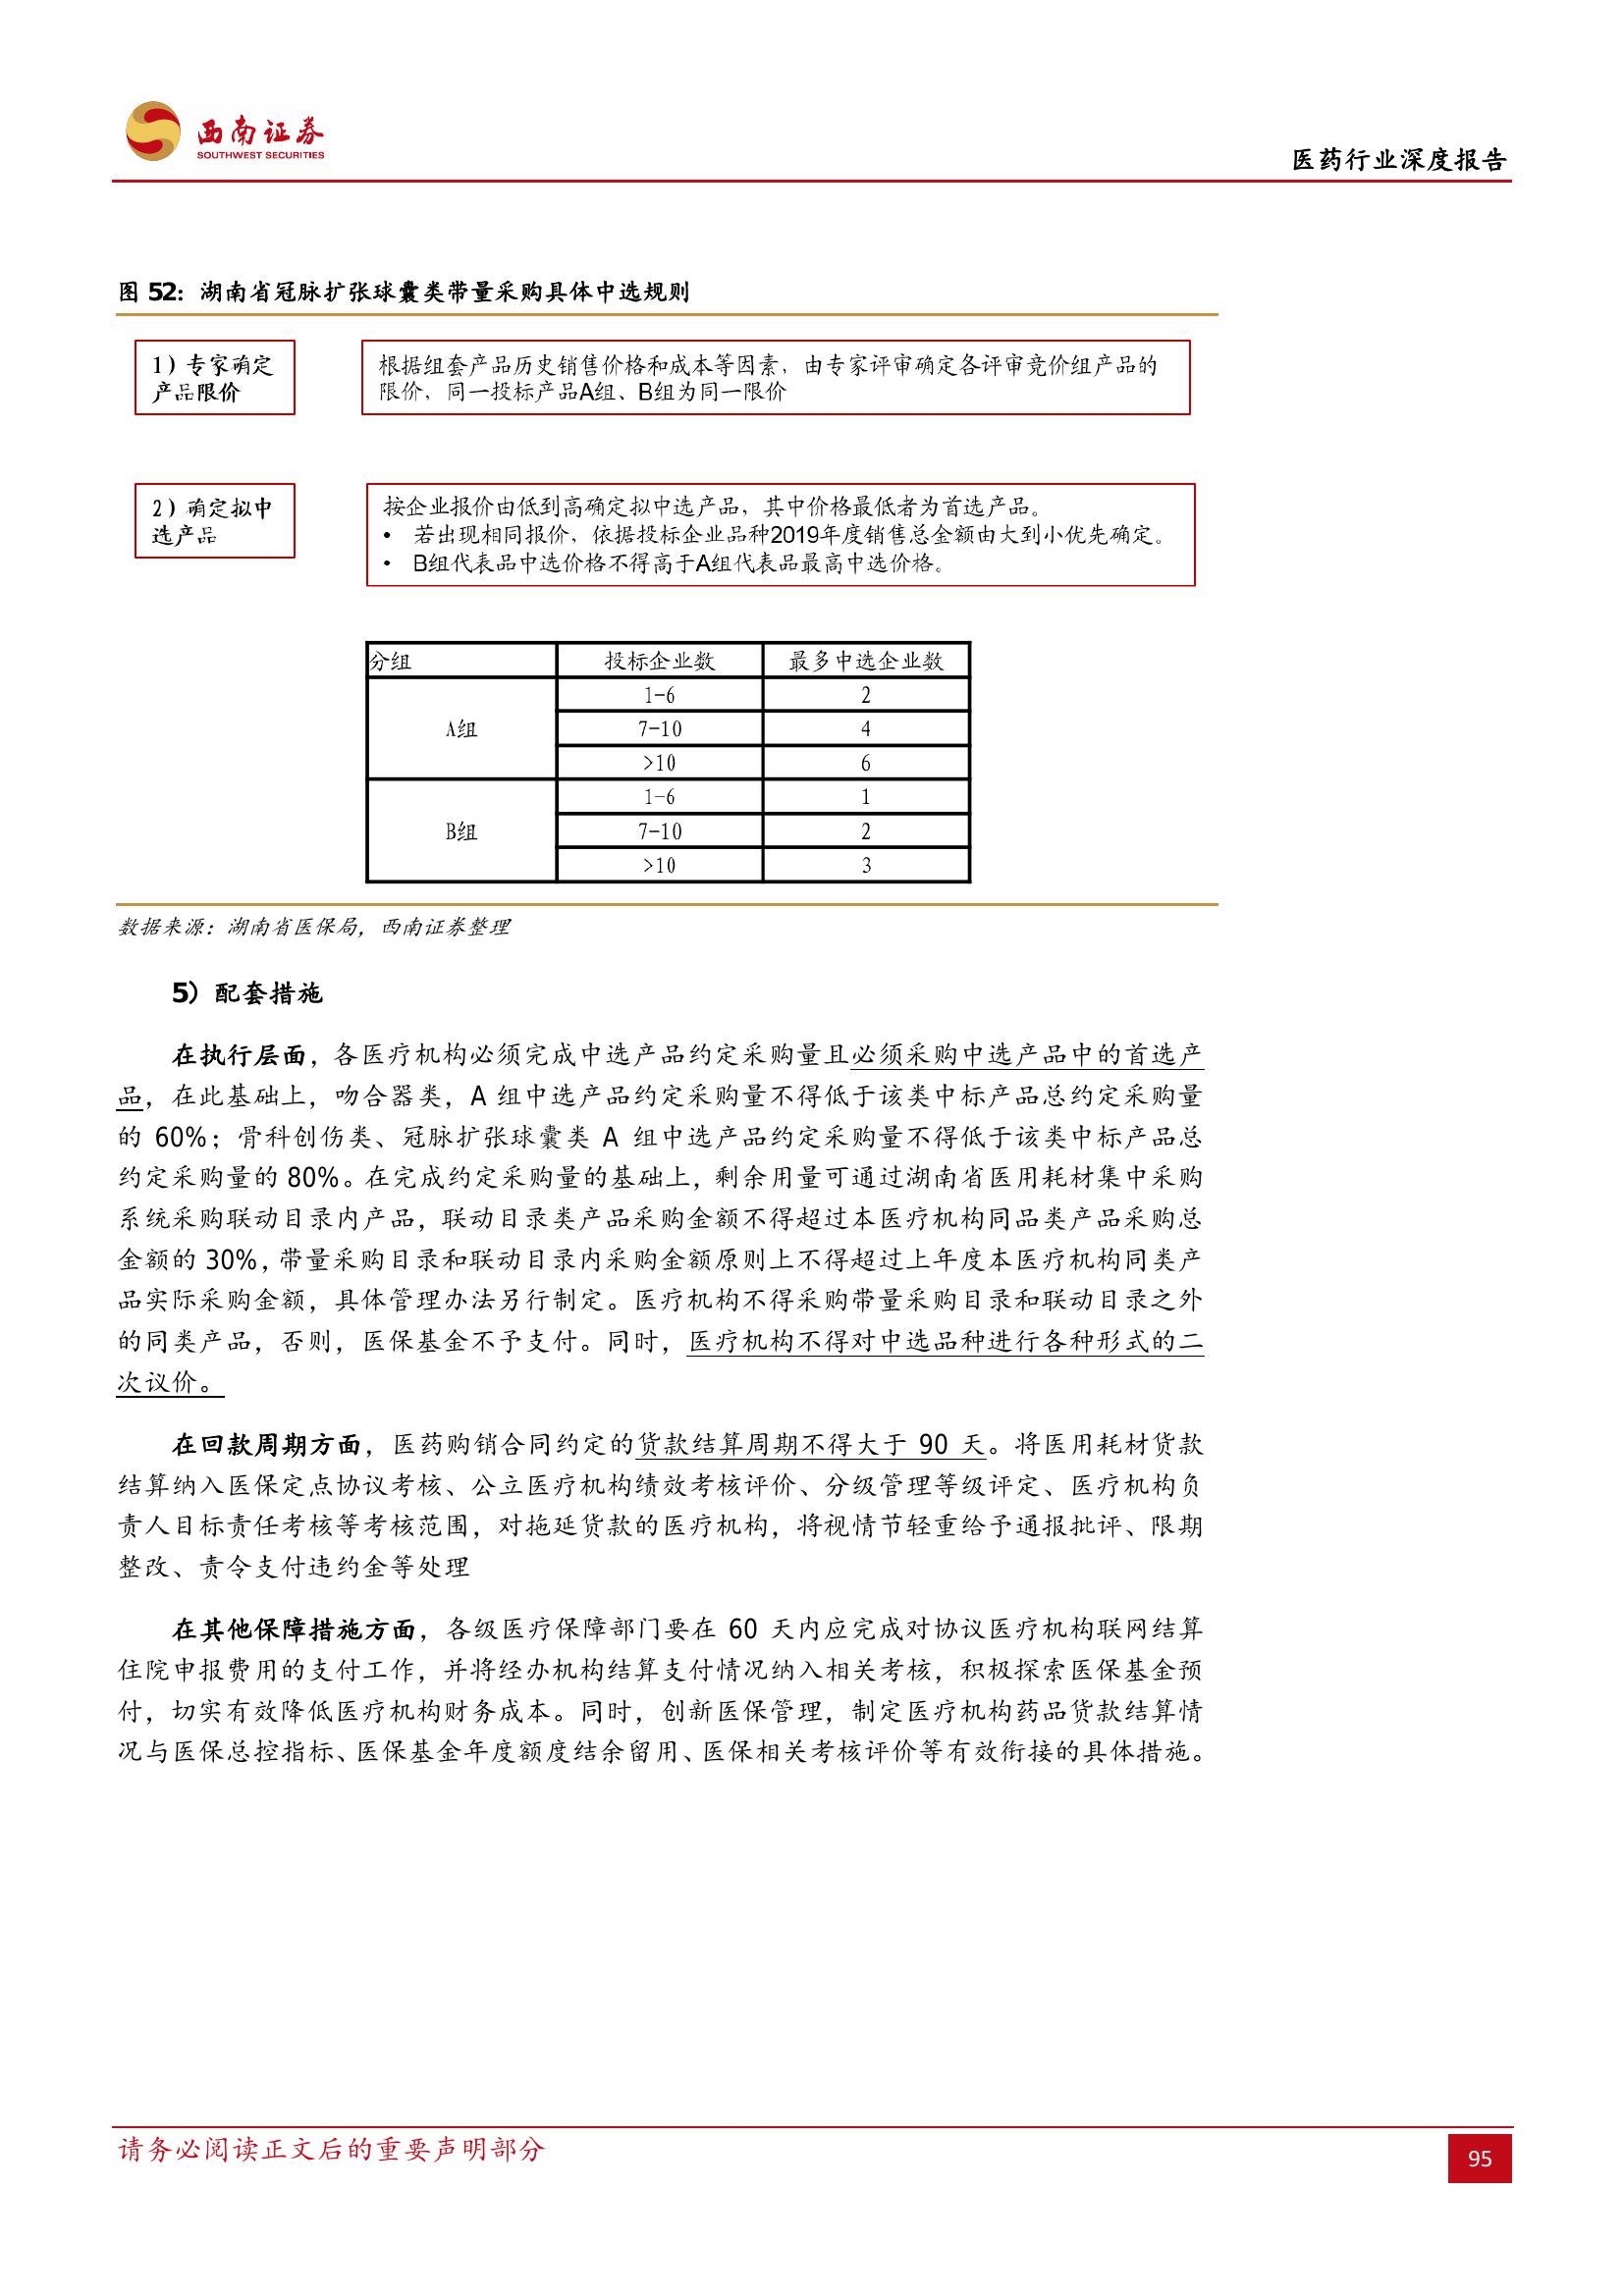 西南证券
SOUTHWEST SECURITIES
医药行业深度报告
图 52：湖南省冠脉扩张球囊类带量采购具体中选规则
1）专家确定
产品限价
根据组套产品历史销售价格和成本等因素，由专家评审确定各评审竞价组产品的
限价，同一投标产品A组、B组为同一限价
2）确定拟中
选产品
按企业报价由低到高确定拟中选产品，其中价格最低者为首选产品。
• 若出现相同报价，依据投标企业品种2019年度销售总金额由大到小优先确定。
• B组代表品中选价格不得高于A组代表品最高中选价格。
分组 投标企业数 最多中选企业数
1-6 2
A组 7-10 4
>10 6
1-6 1
B组 7-10 2
>10 3
数据来源：湖南省医保局，西南证券整理
5）配套措施
在执行层面，各医疗机构必须完成中选产品约定采购量且必须采购中选产品中的首选产
品，在此基础上，吻合器类，A 组中选产品约定采购量不得低于该类中标产品总约定采购量
的 60%；骨科创伤类、冠脉扩张球囊类 A 组中选产品约定采购量不得低于该类中标产品总
约定采购量的 80%。在完成约定采购量的基础上，剩余用量可通过湖南省医用耗材集中采购
系统采购联动目录内产品，联动目录类产品采购金额不得超过本医疗机构同品类产品采购总
金额的 30%，带量采购目录和联动目录内采购金额原则上不得超过上年度本医疗机构同类产
品实际采购金额，具体管理办法另行制定。医疗机构不得采购带量采购目录和联动目录之外
的同类产品，否则，医保基金不予支付。同时，医疗机构不得对中选品种进行各种形式的二
次议价。
在回款周期方面，医药购销合同约定的货款结算周期不得大于 90 天。将医用耗材货款
结算纳入医保定点协议考核、公立医疗机构绩效考核评价、分级管理等级评定、医疗机构负
责人目标责任考核等考核范围，对拖延货款的医疗机构，将视情节轻重给予通报批评、限期
整改、责令支付违约金等处理
在其他保障措施方面，各级医疗保障部门要在 60 天内应完成对协议医疗机构联网结算
住院申报费用的支付工作，并将经办机构结算支付情况纳入相关考核，积极探索医保基金预
付，切实有效降低医疗机构财务成本。同时，创新医保管理，制定医疗机构药品货款结算情
况与医保总控指标、医保基金年度额度结余留用、医保相关考核评价等有效衔接的具体措施。
请务必阅读正文后的重要声明部分
95